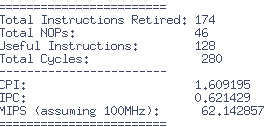 ========================
Total Instructions Retired: 174
Total NOPs: 46
Useful Instructions: 128
Total Cycles: 280
------------------------
CPI: 1.609195
IPC: 0.621429
MIPS (assuming 100MHz): 62.142857
========================